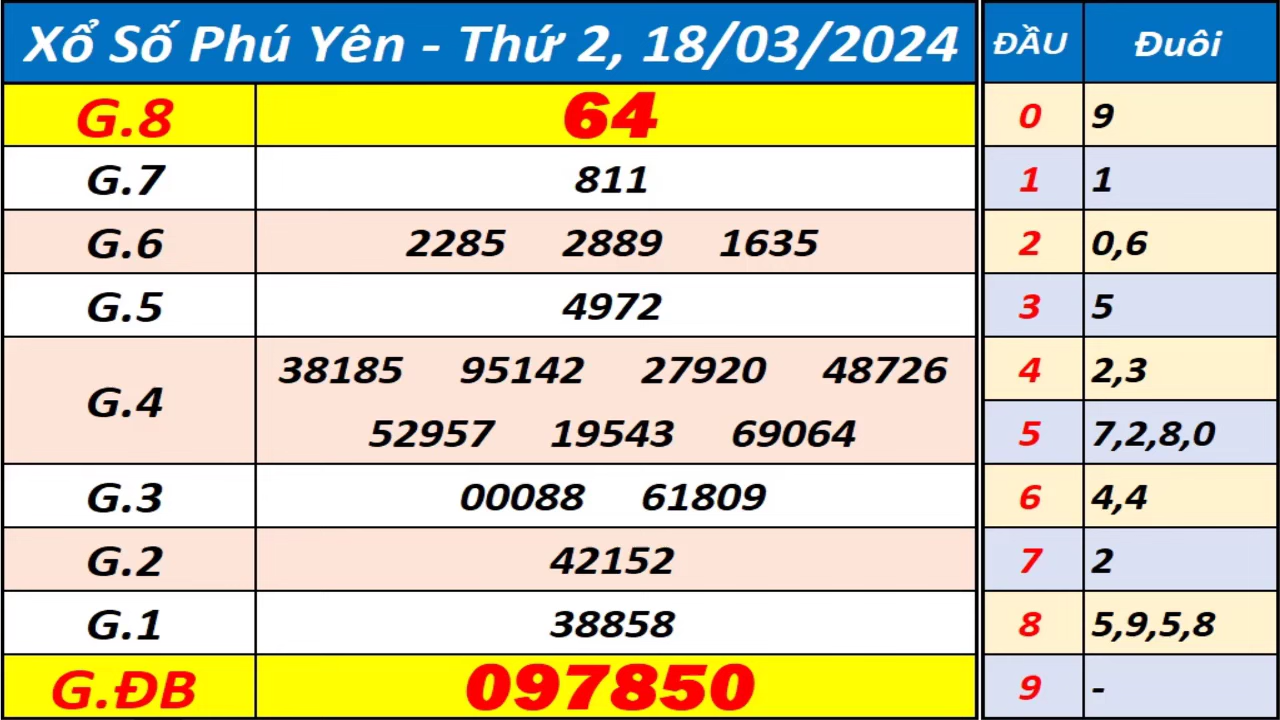 Xổ Số Phú Yên - Thứ 2, 18/03/2024
G.8 64
G.7 811
G.6 2285 2889 1635
G.5 4972
G.4
38185 95142 27920 48726
52957 19543 69064
G.3 00088 61809
G.2 42152
G.1 38858
G.ĐB 097850
ĐẦU Đuôi
0 9
1 1
2 0,6
3 5
4 2,3
5 7,2,8,0
6 4,4
7 2
8 5,9,5,8
9 -